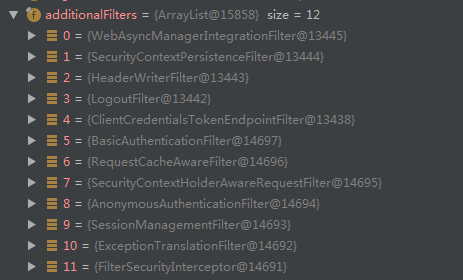 f additionalFilters = {ArrayList@15858} size = 12
0 = {WebAsyncManagerIntegrationFilter@13445}
1 = {SecurityContextPersistenceFilter@13444}
2 = {HeaderWriterFilter@13443}
3 = {LogoutFilter@13442}
4 = {ClientCredentialsTokenEndpointFilter@13438}
5 = {BasicAuthenticationFilter@14697}
6 = {RequestCacheAwareFilter@14696}
7 = {SecurityContextHolderAwareRequestFilter@14695}
8 = {AnonymousAuthenticationFilter@14694}
9 = {SessionManagementFilter@14693}
10 = {ExceptionTranslationFilter@14692}
11 = {FilterSecurityInterceptor@14691}